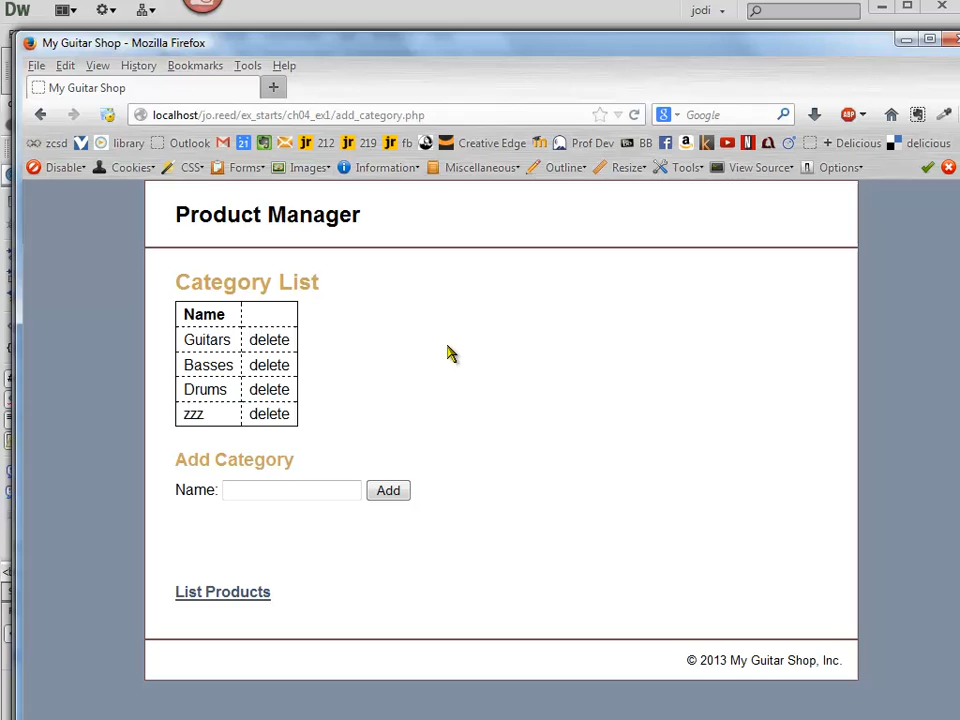 Dw jodi
My Guitar Shop - Mozilla Firefox
File Edit View History Bookmarks Tools Help
My Guitar Shop +
localhost/jo.reed/ex_starts/ch04_ex1/add_category.php Google
zcsd library Outlook 21 jr 212 jr 219 jr fb Creative Edge Prof Dev BB Delicious delicious
Disable Cookies CSS Forms Images Information Miscellaneous Outline Resize Tools View Source Options
Product Manager
Category List
Name
Guitars delete
Basses delete
Drums delete
zzz delete
Add Category
Name: Add
List Products
© 2013 My Guitar Shop, Inc.